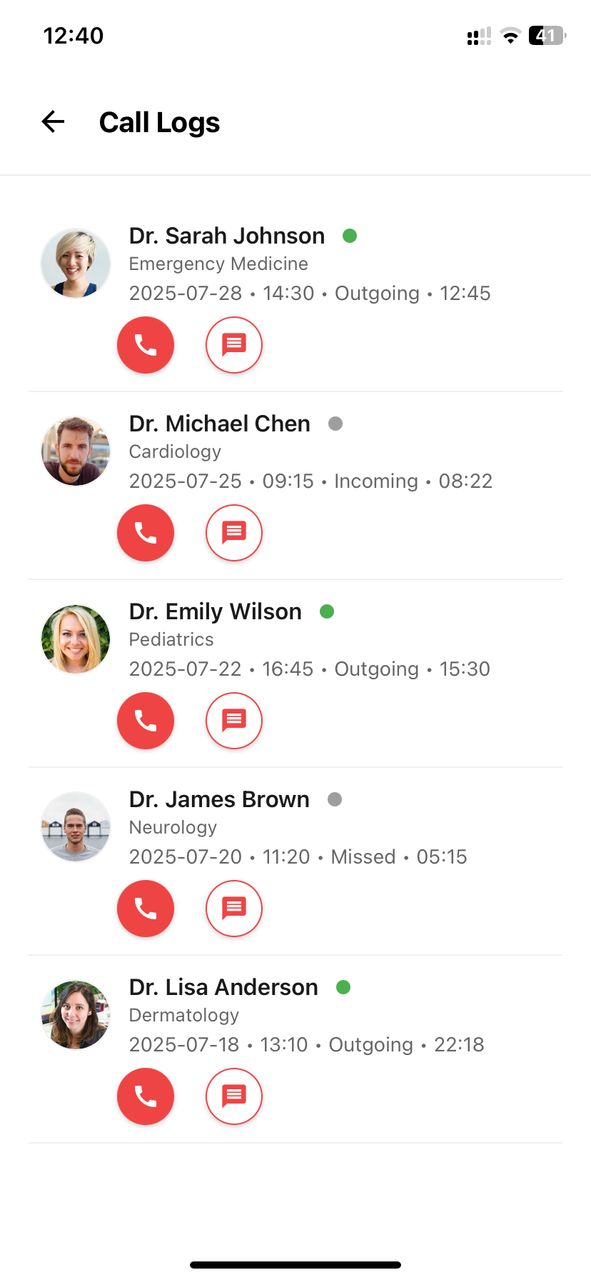 12:40
41
Call Logs
Dr. Sarah Johnson
Emergency Medicine
2025-07-28 • 14:30 • Outgoing • 12:45
Dr. Michael Chen
Cardiology
2025-07-25 • 09:15 • Incoming • 08:22
Dr. Emily Wilson
Pediatrics
2025-07-22 • 16:45 • Outgoing • 15:30
Dr. James Brown
Neurology
2025-07-20 • 11:20 • Missed • 05:15
Dr. Lisa Anderson
Dermatology
2025-07-18 • 13:10 • Outgoing • 22:18